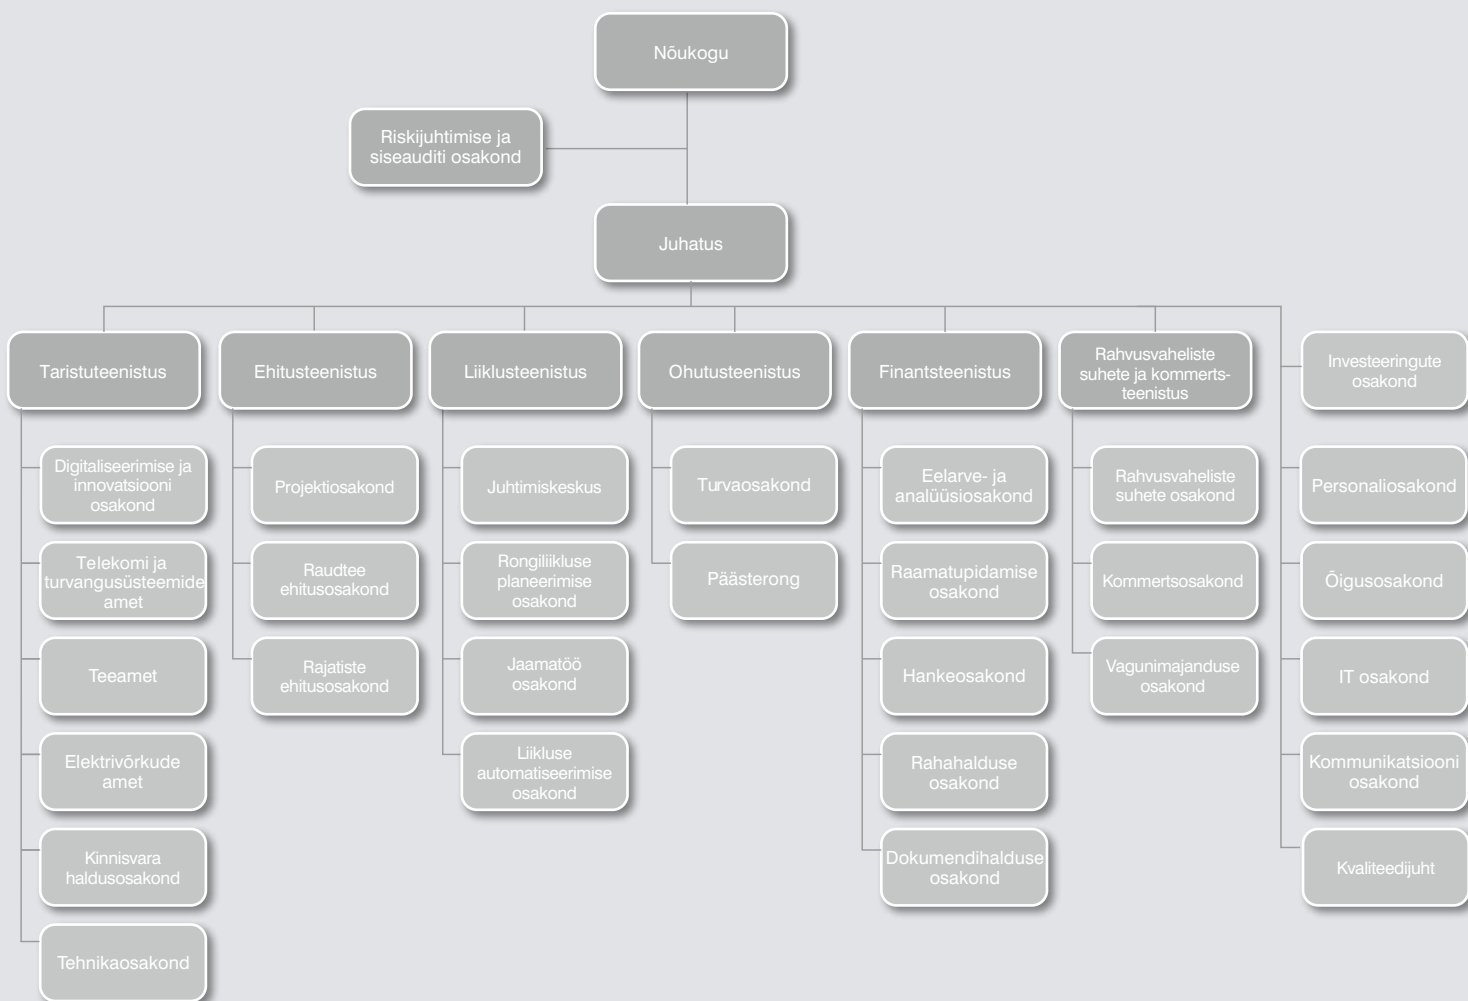 Nõukogu
Riskijuhtimise ja
siseauditi osakond
Juhatus
Taristuteenistus
Digitaliseerimise ja
innovatsiooni
osakond
Telekomi ja
turvangusüsteemide
amet
Teeamet
Elektrivõrkude
amet
Kinnisvara
haldusosakond
Tehnikaosakond
Ehitusteenistus
Projektiosakond
Raudtee
ehitusosakond
Rajatiste
ehitusosakond
Liiklusteenistus
Juhtimiskeskus
Rongiliikluse
planeerimise
osakond
Jaamatöö
osakond
Liikluse
automatiseerimise
osakond
Ohutusteenistus
Turvaosakond
Päästerong
Finantsteenistus
Eelarve- ja
analüüsiosakond
Raamatupidamise
osakond
Hankeosakond
Rahahalduse
osakond
Dokumendihalduse
osakond
Rahvusvaheliste
suhete ja kommerts-
teenistus
Rahvusvaheliste
suhete osakond
Kommertsosakond
Vagunimajanduse
osakond
Investeeringute
osakond
Personaliosakond
Õigusosakond
IT osakond
Kommunikatsiooni
osakond
Kvaliteedijuht